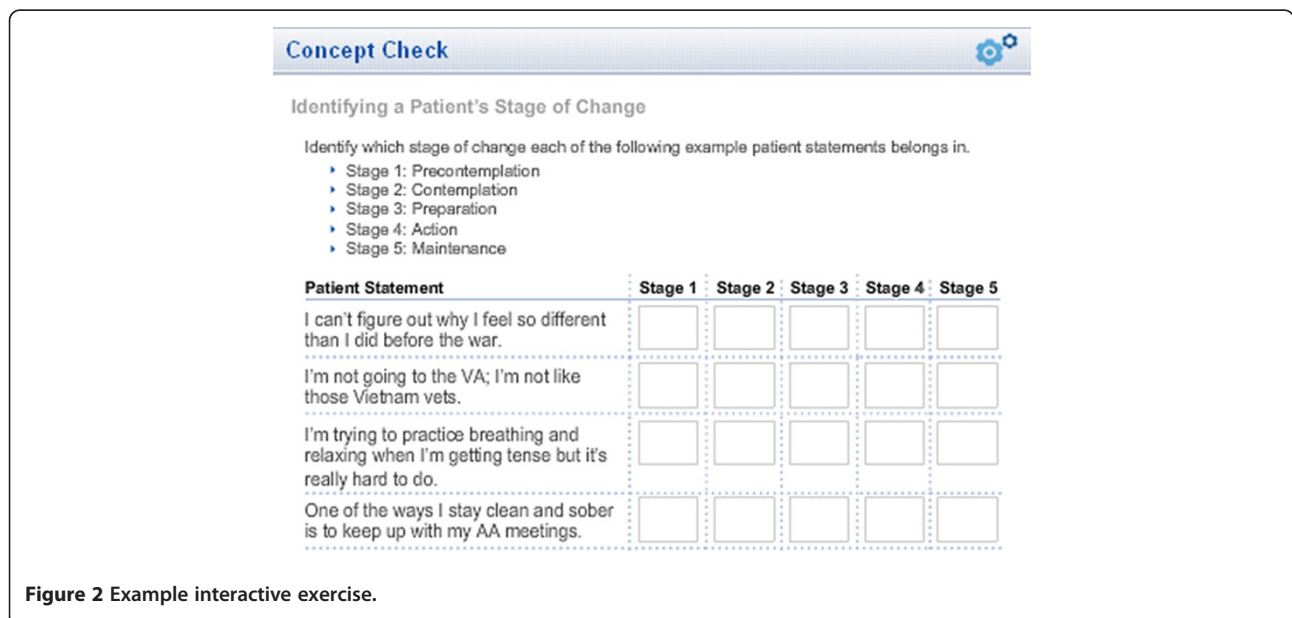 Concept Check
Identifying a Patient's Stage of Change
Identify which stage of change each of the following example patient statements belongs in.
Stage 1: Precontemplation
Stage 2: Contemplation
Stage 3: Preparation
Stage 4: Action
Stage 5: Maintenance
Patient Statement Stage 1 Stage 2 Stage 3 Stage 4 Stage 5
I can't figure out why I feel so different
than I did before the war.
I'm not going to the VA; I'm not like
those Vietnam vets.
I'm trying to practice breathing and
relaxing when I'm getting tense but it's
really hard to do.
One of the ways I stay clean and sober
is to keep up with my AA meetings.
Figure 2 Example interactive exercise.